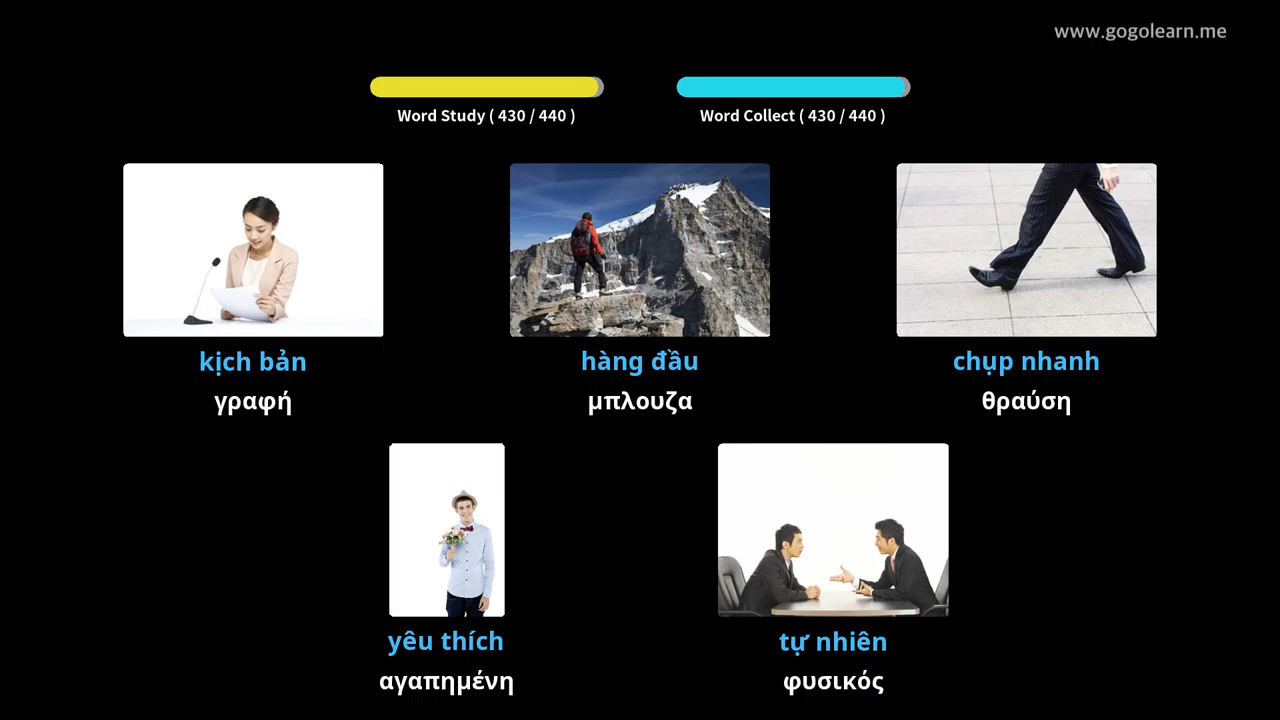 www.gogolearn.me
Word Study ( 430 / 440 )
Word Collect ( 430 / 440 )
kịch bản
hàng đầu
chụp nhanh
γραφή
μπλουζα
θραύση
yêu thích
tự nhiên
αγαπημένη
φυσικός